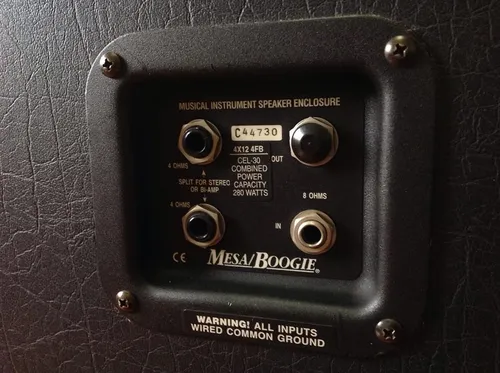 MUSICAL INSTRUMENT SPEAKER ENCLOSURE
C44730
4X12 4FB
OUT
CEL-30
COMBINED
POWER
CAPACITY
280 WATTS
4 OHMS
SPLIT FOR STEREO
OR BI-AMP
4 OHMS
8 OHMS
IN
CE
MESA/BOOGIE®
WARNING! ALL INPUTS
WIRED COMMON GROUND